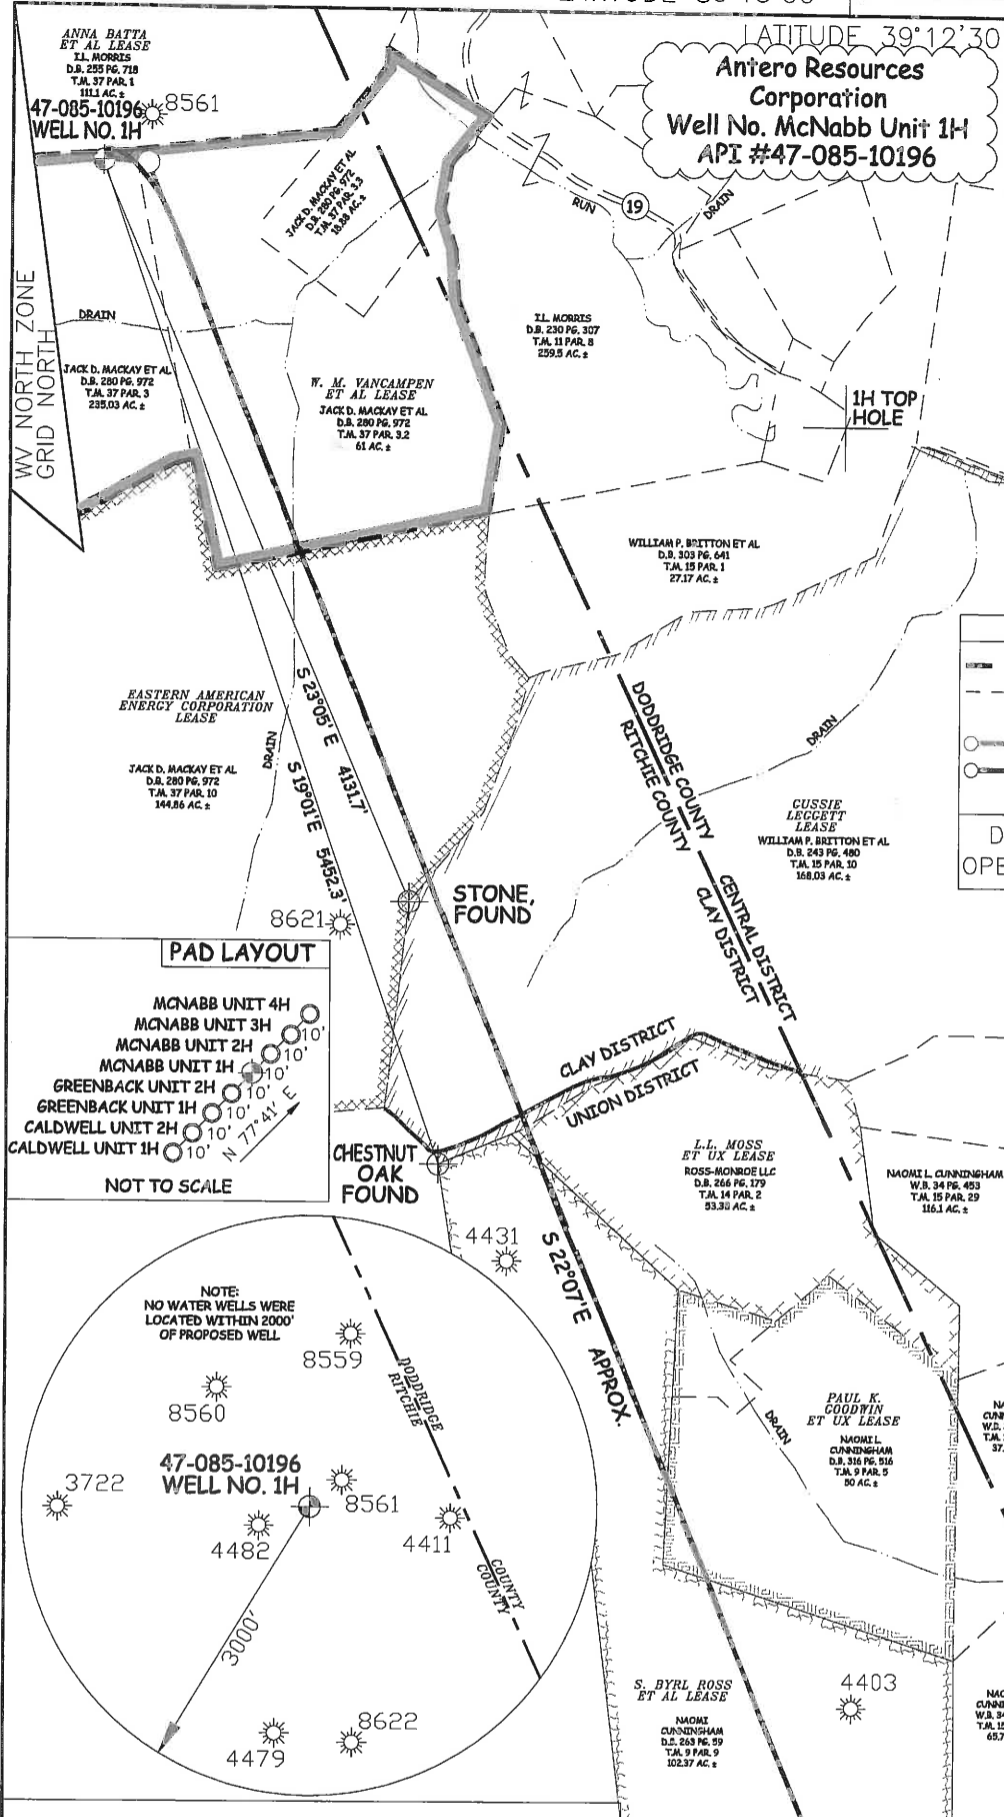 LATITUDE 39°12'30
Antero Resources
Corporation
Well No. McNabb Unit 1H
API #47-085-10196
ANNA BATTA
ET AL LEASE
I.L. MORRIS
D.B. 255 PG. 718
T.M. 37 PAR. 1
111.1 AC. ±
47-085-10196
WELL NO. 1H
8561
JACK D. MACKAY ET AL
D.B. 280 PG. 972
T.M. 37 PAR. 3.3
18.88 AC. ±
RUN
19
DRAIN
WV NORTH ZONE
GRID NORTH
DRAIN
JACK D. MACKAY ET AL
D.B. 280 PG. 972
T.M. 37 PAR. 3
235.03 AC. ±
W. M. VANCAMPEN
ET AL LEASE
JACK D. MACKAY ET AL
D.B. 280 PG. 972
T.M. 37 PAR. 3.2
61 AC. ±
I.L. MORRIS
D.B. 230 PG. 307
T.M. 11 PAR. 8
259.5 AC. ±
1H TOP
HOLE
WILLIAM P. BRITTON ET AL
D.B. 303 PG. 641
T.M. 15 PAR. 1
27.17 AC. ±
EASTERN AMERICAN
ENERGY CORPORATION
LEASE
JACK D. MACKAY ET AL
D.B. 280 PG. 972
T.M. 37 PAR. 10
144.86 AC. ±
DRAIN
S 23°05' E 4131.7'
S 19°01'E 5452.3'
DODDRIDGE COUNTY
RITCHIE COUNTY
DRAIN
GUSSIE
LEGGETT
LEASE
WILLIAM P. BRITTON ET AL
D.B. 243 PG. 480
T.M. 15 PAR. 10
168.03 AC. ±
D
OPE
CENTRAL DISTRICT
CLAY DISTRICT
STONE,
FOUND
8621
PAD LAYOUT
MCNABB UNIT 4H
MCNABB UNIT 3H
10'
MCNABB UNIT 2H
10'
MCNABB UNIT 1H
10'
GREENBACK UNIT 2H
10'
GREENBACK UNIT 1H
10'
CALDWELL UNIT 2H
10'
CALDWELL UNIT 1H
10'
N 77°41' E
NOT TO SCALE
CLAY DISTRICT
UNION DISTRICT
CHESTNUT
OAK
FOUND
L.L. MOSS
ET UX LEASE
ROSS-MONROE LLC
D.B. 266 PG. 179
T.M. 14 PAR. 2
NAOMI L. CUNNINGHAM
W.B. 34 PG. 453
T.M. 15 PAR. 29
116.1 AC. ±
4431
S 22°07'E APPROX.
NOTE:
NO WATER WELLS WERE
LOCATED WITHIN 2000'
OF PROPOSED WELL
8559
8560
DODDRIDGE
RITCHIE
47-085-10196
WELL NO. 1H
3722
8561
4482
4411
COUNTY
COUNTY
3000'
4479
8622
PAUL K.
GOODWIN
ET UX LEASE
NAOMI L.
CUNNINGHAM
D.B. 316 PG. 516
T.M. 9 PAR. 5
50 AC. ±
DRAIN
S. BYRL ROSS
ET AL LEASE
NAOMI
CUNNINGHAM
D.B. 263 PG. 59
T.M. 9 PAR. 9
102.37 AC. ±
4403